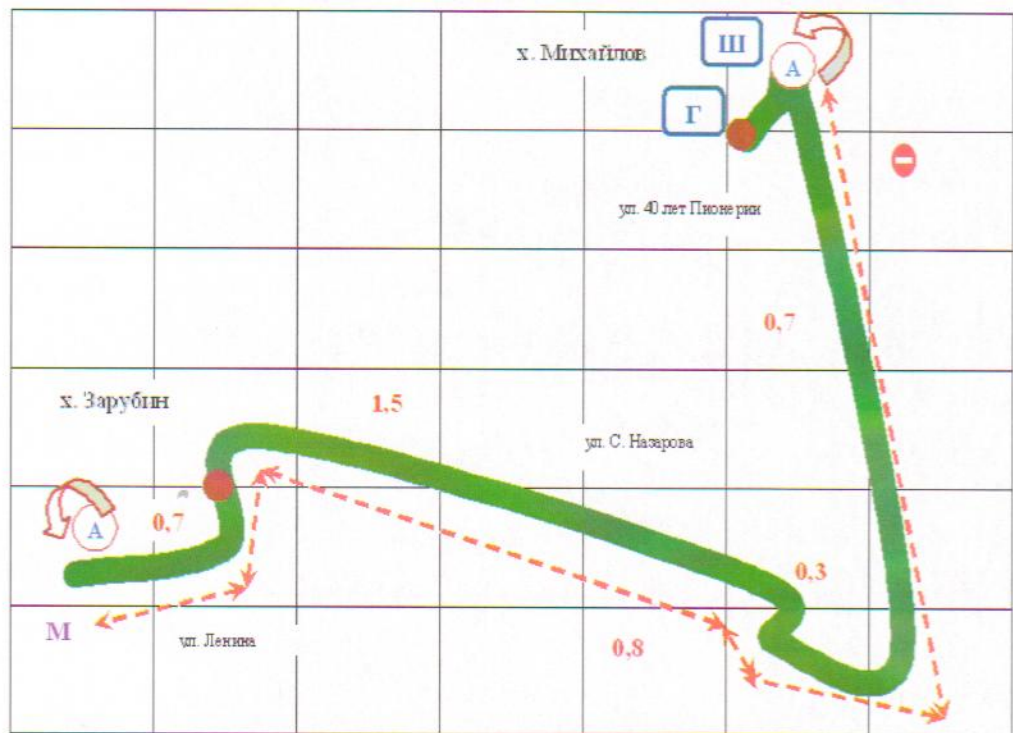 х. Михайлов
Ш
А
Г
ул. 40 лет Пионерии
0,7
х. Зарубин
1,5
ул. С. Назарова
А
0,7
0,3
М
ул. Ленина
0,8